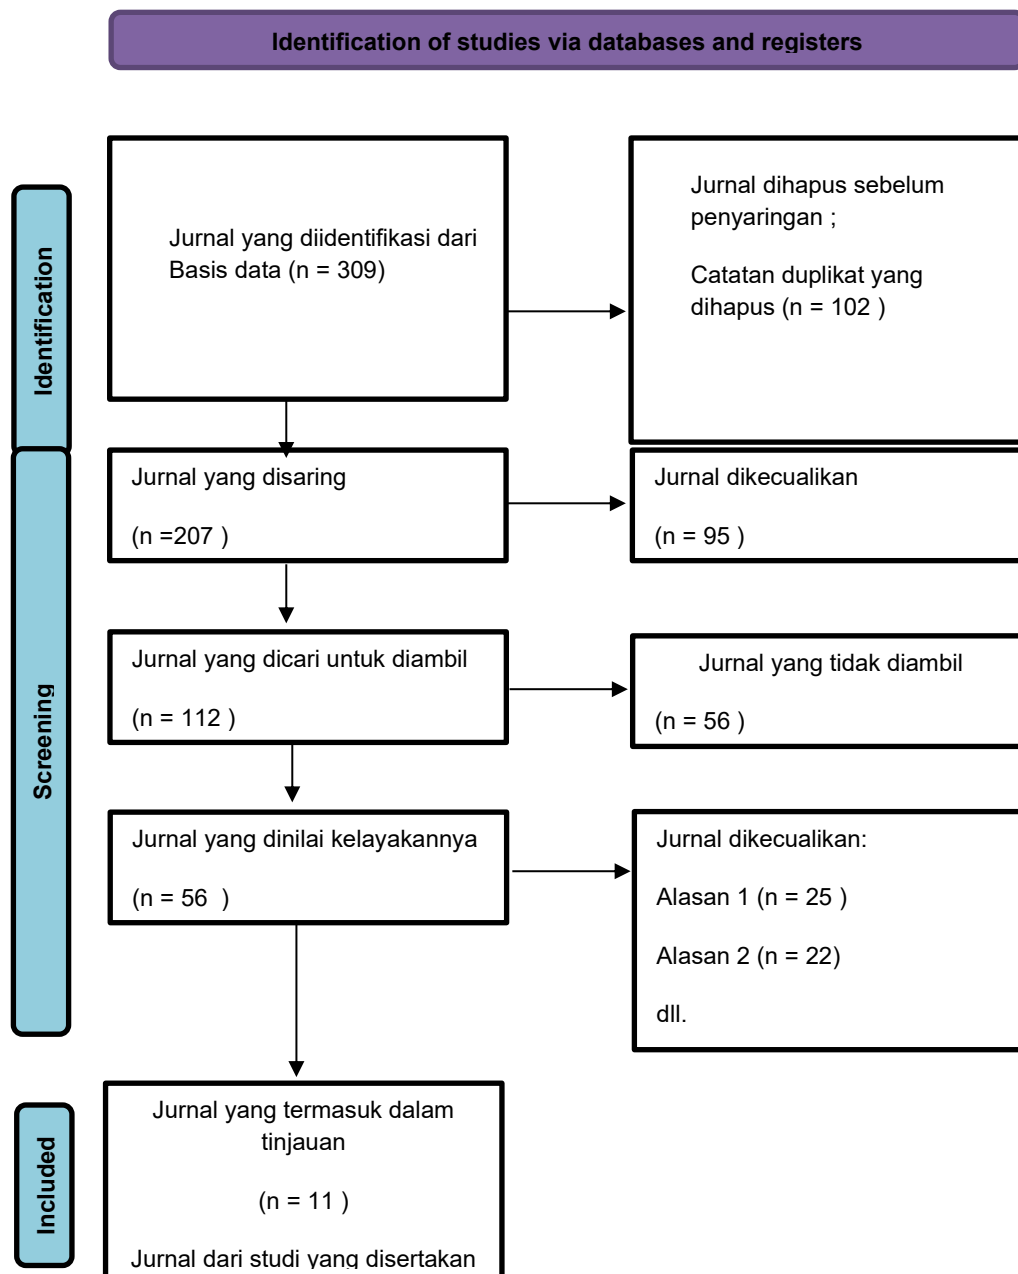 Identification of studies via databases and registers
Identification
Jurnal yang diidentifikasi dari
Basis data (n = 309)
Jurnal dihapus sebelum
penyaringan ;
Catatan duplikat yang
dihapus (n = 102 )
Screening
Jurnal yang disaring
(n =207 )
Jurnal dikecualikan
(n = 95 )
Jurnal yang dicari untuk diambil
(n = 112 )
Jurnal yang tidak diambil
(n = 56 )
Jurnal yang dinilai kelayakannya
(n = 56 )
Jurnal dikecualikan:
Alasan 1 (n = 25 )
Alasan 2 (n = 22)
dll.
Included
Jurnal yang termasuk dalam
tinjauan
(n = 11 )
Jurnal dari studi yang disertakan